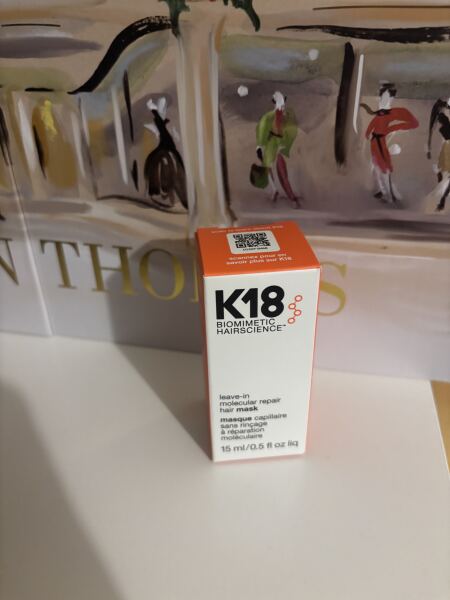 scannez pour en
savoir plus sur K18
K18
BIOMIMETIC
HAIRSCIENCE™
leave-in
molecular repair
hair mask
masque capillaire
sans rinçage
à réparation
moléculaire
15 ml/0.5 fl oz liq
N THO S